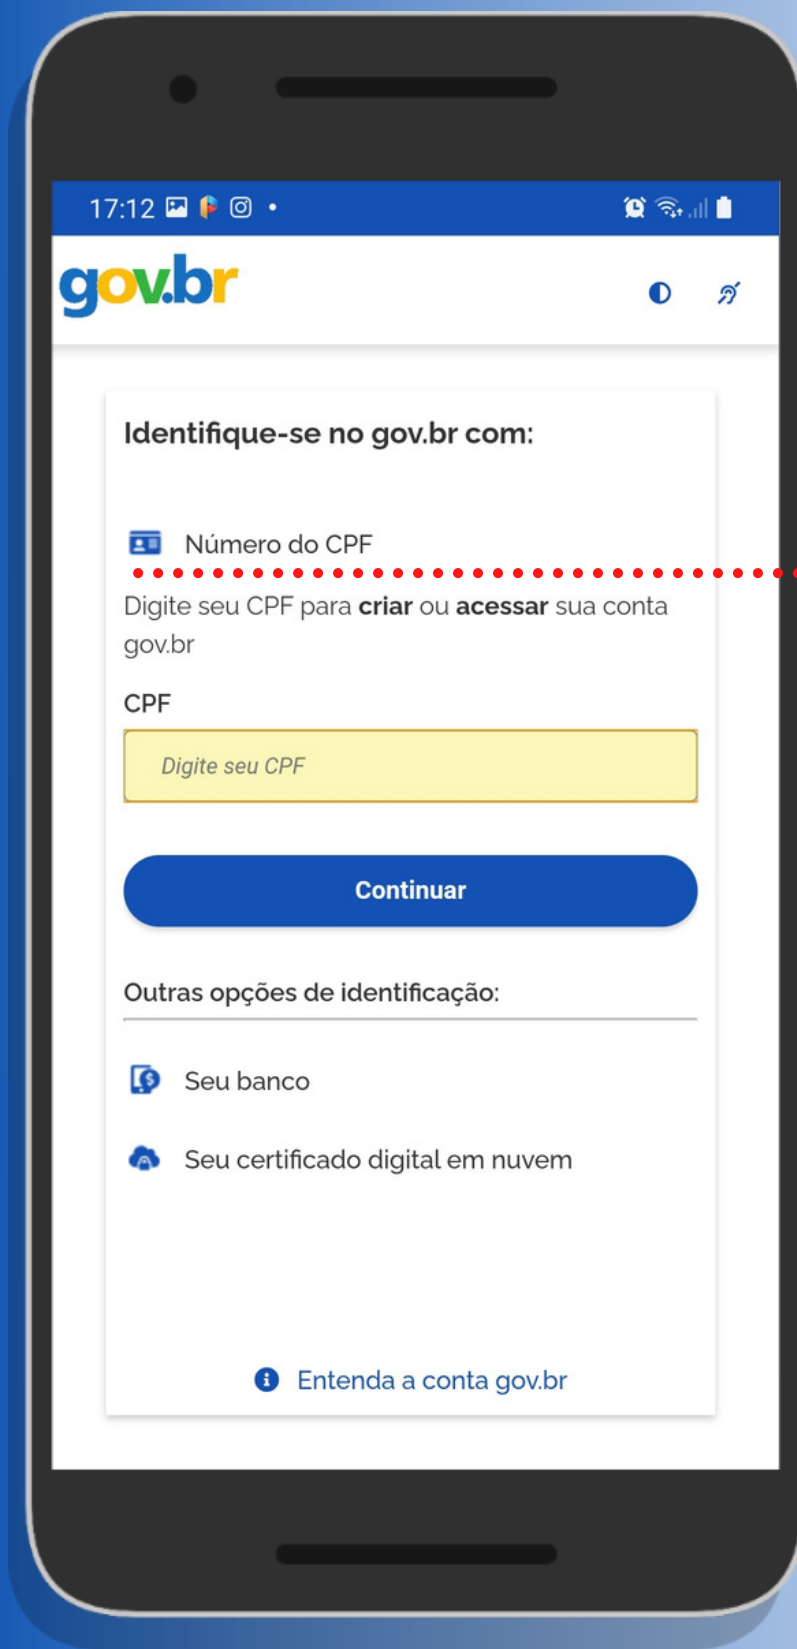 17:12
gov.br
Identifique-se no gov.br com:
Número do CPF
Digite seu CPF para criar ou acessar sua conta
gov.br
CPF
Digite seu CPF
Continuar
Outras opções de identificação:
Seu banco
Seu certificado digital em nuvem
Entenda a conta gov.br